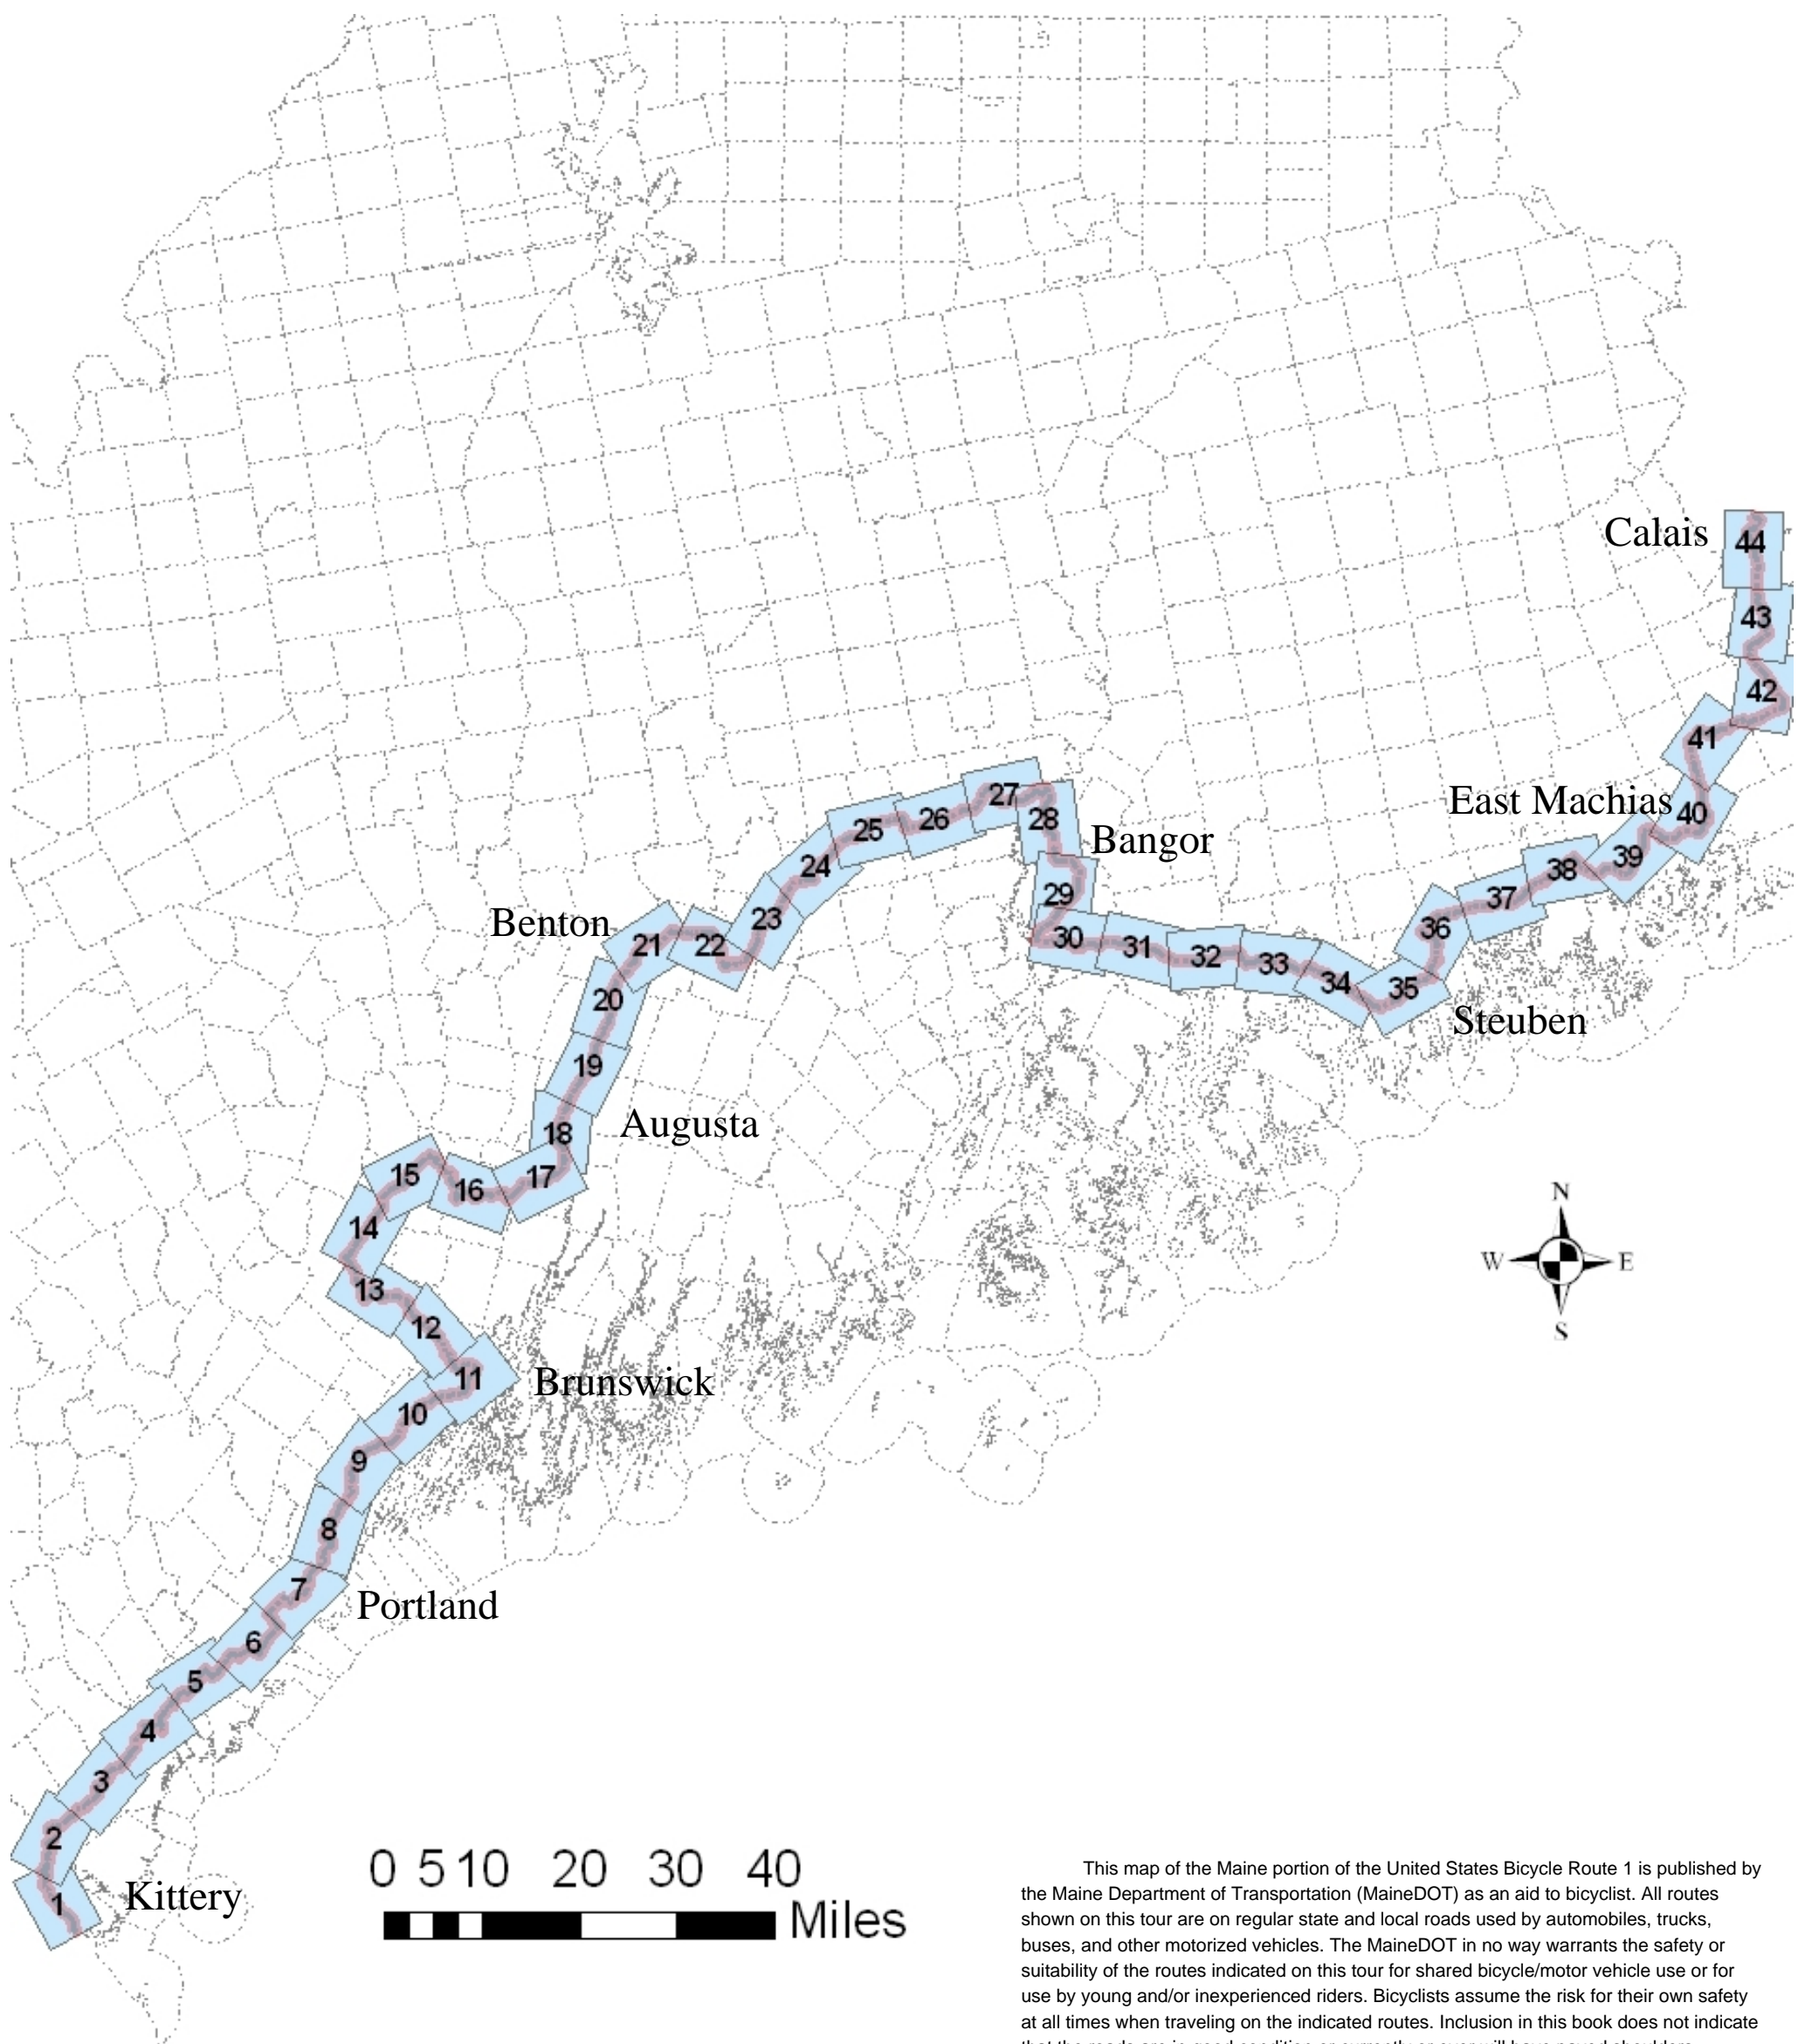 Calais
44
43
42
41
East Machias
40
27
26
25
28
Bangor
24
39
38
29
37
23
Benton
21
22
36
30
31
32
33
34
35
20
Steuben
19
Augusta
18
15
17
16
N
14
W
E
13
S
12
11
Brunswick
10
9
8
7
Portland
6
5
4
3
2
1
Kittery
0 5 10 20 30 40
Miles
This map of the Maine portion of the United States Bicycle Route 1 is published by
the Maine Department of Transportation (MaineDOT) as an aid to bicyclist. All routes
shown on this tour are on regular state and local roads used by automobiles, trucks,
buses, and other motorized vehicles. The MaineDOT in no way warrants the safety or
suitability of the routes indicated on this tour for shared bicycle/motor vehicle use or for
use by young and/or inexperienced riders. Bicyclists assume the risk for their own safety
at all times when traveling on the indicated routes. Inclusion in this book does not indicate